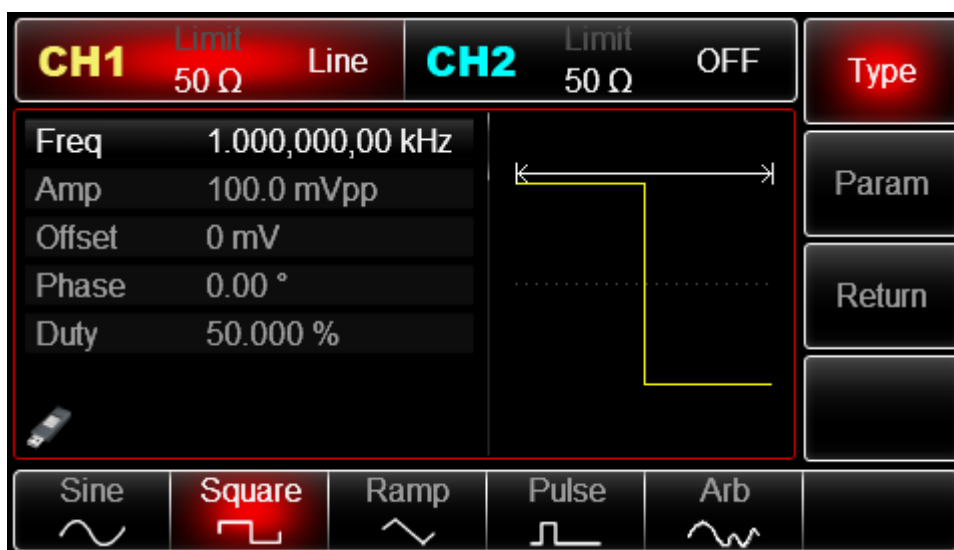 CH1 Limit 50 Ω Line CH2 Limit 50 Ω OFF
Type
Freq 1.000,000,00 kHz
Amp 100.0 mVpp
Offset 0 mV
Phase 0.00 °
Duty 50.000 %
Param
Return
Sine Square Ramp Pulse Arb